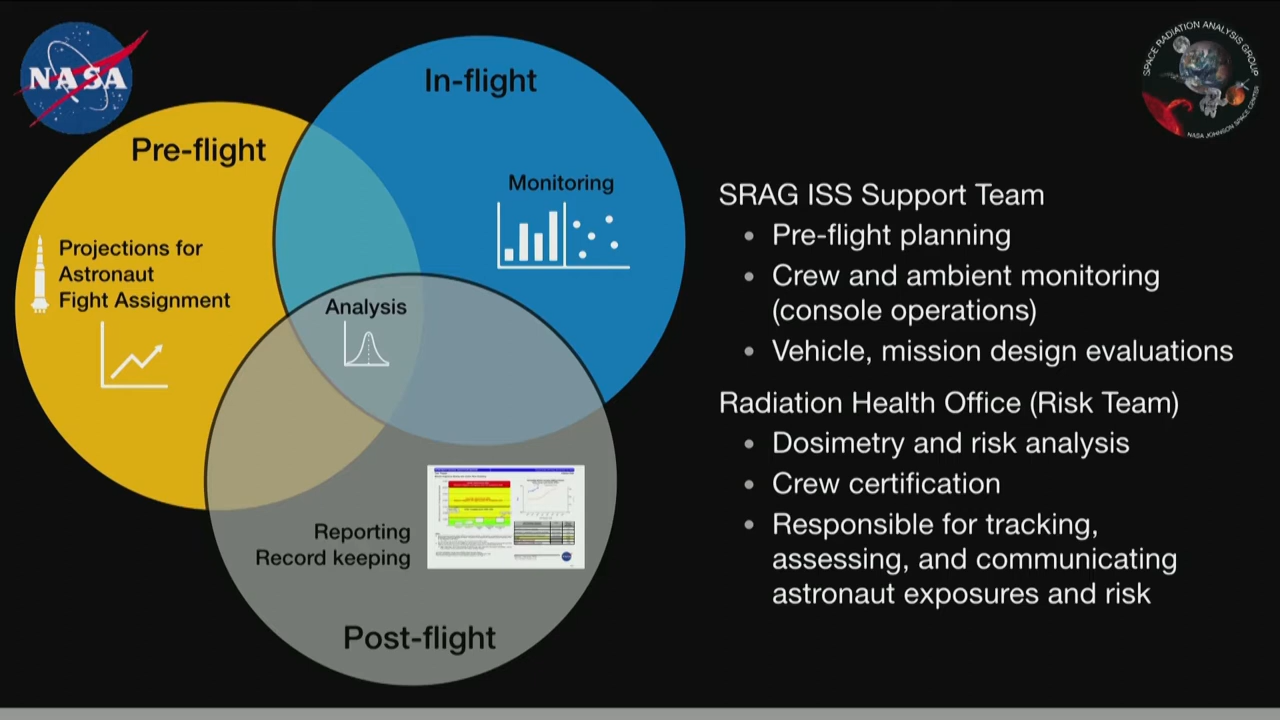 NASA
SPACE RADIATION ANALYSIS GROUP
NASA JOHNSON SPACE CENTER
In-flight
Pre-flight
Monitoring
Projections for
Astronaut
Fight Assignment
Analysis
Reporting
Record keeping
Post-flight
SRAG ISS Support Team
• Pre-flight planning
• Crew and ambient monitoring
(console operations)
• Vehicle, mission design evaluations
Radiation Health Office (Risk Team)
• Dosimetry and risk analysis
• Crew certification
• Responsible for tracking,
assessing, and communicating
astronaut exposures and risk